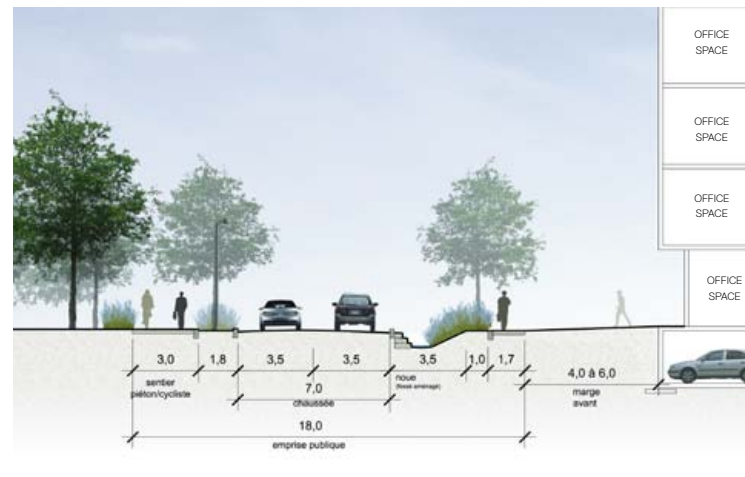 OFFICE
SPACE
OFFICE
SPACE
OFFICE
SPACE
OFFICE
SPACE
3,0
1,8
3,5
3,5
3,5
1,0
1,7
4,0 à 6,0
sentier
piéton/cycliste
7,0
chaussée
noue
(fossé aménagé)
marge
avant
18,0
emprise publique